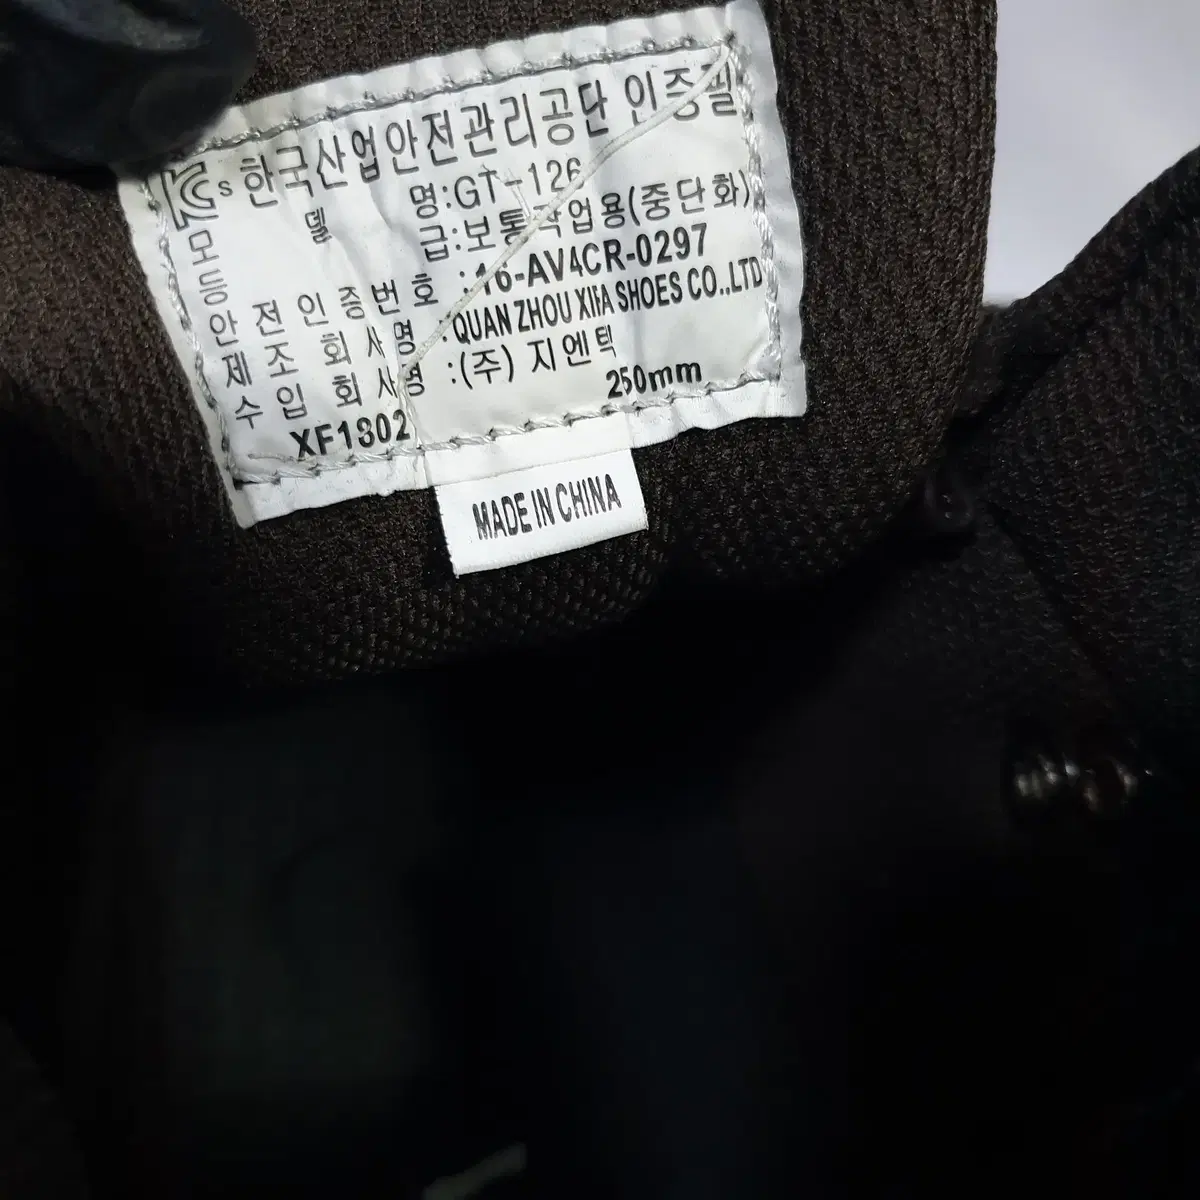 KCs 한국산업안전관리공단 인증필
모 델 명:GT-126
등 급:보통작업용(중단화)
안 전 인 증 번 호 :16-AV4CR-0297
제 조 회 사 명 :QUAN ZHOU XIFA SHOES CO.,LTD
수 입 회 사 명 :(주) 지엔텍
XF1802 250mm
MADE IN CHINA